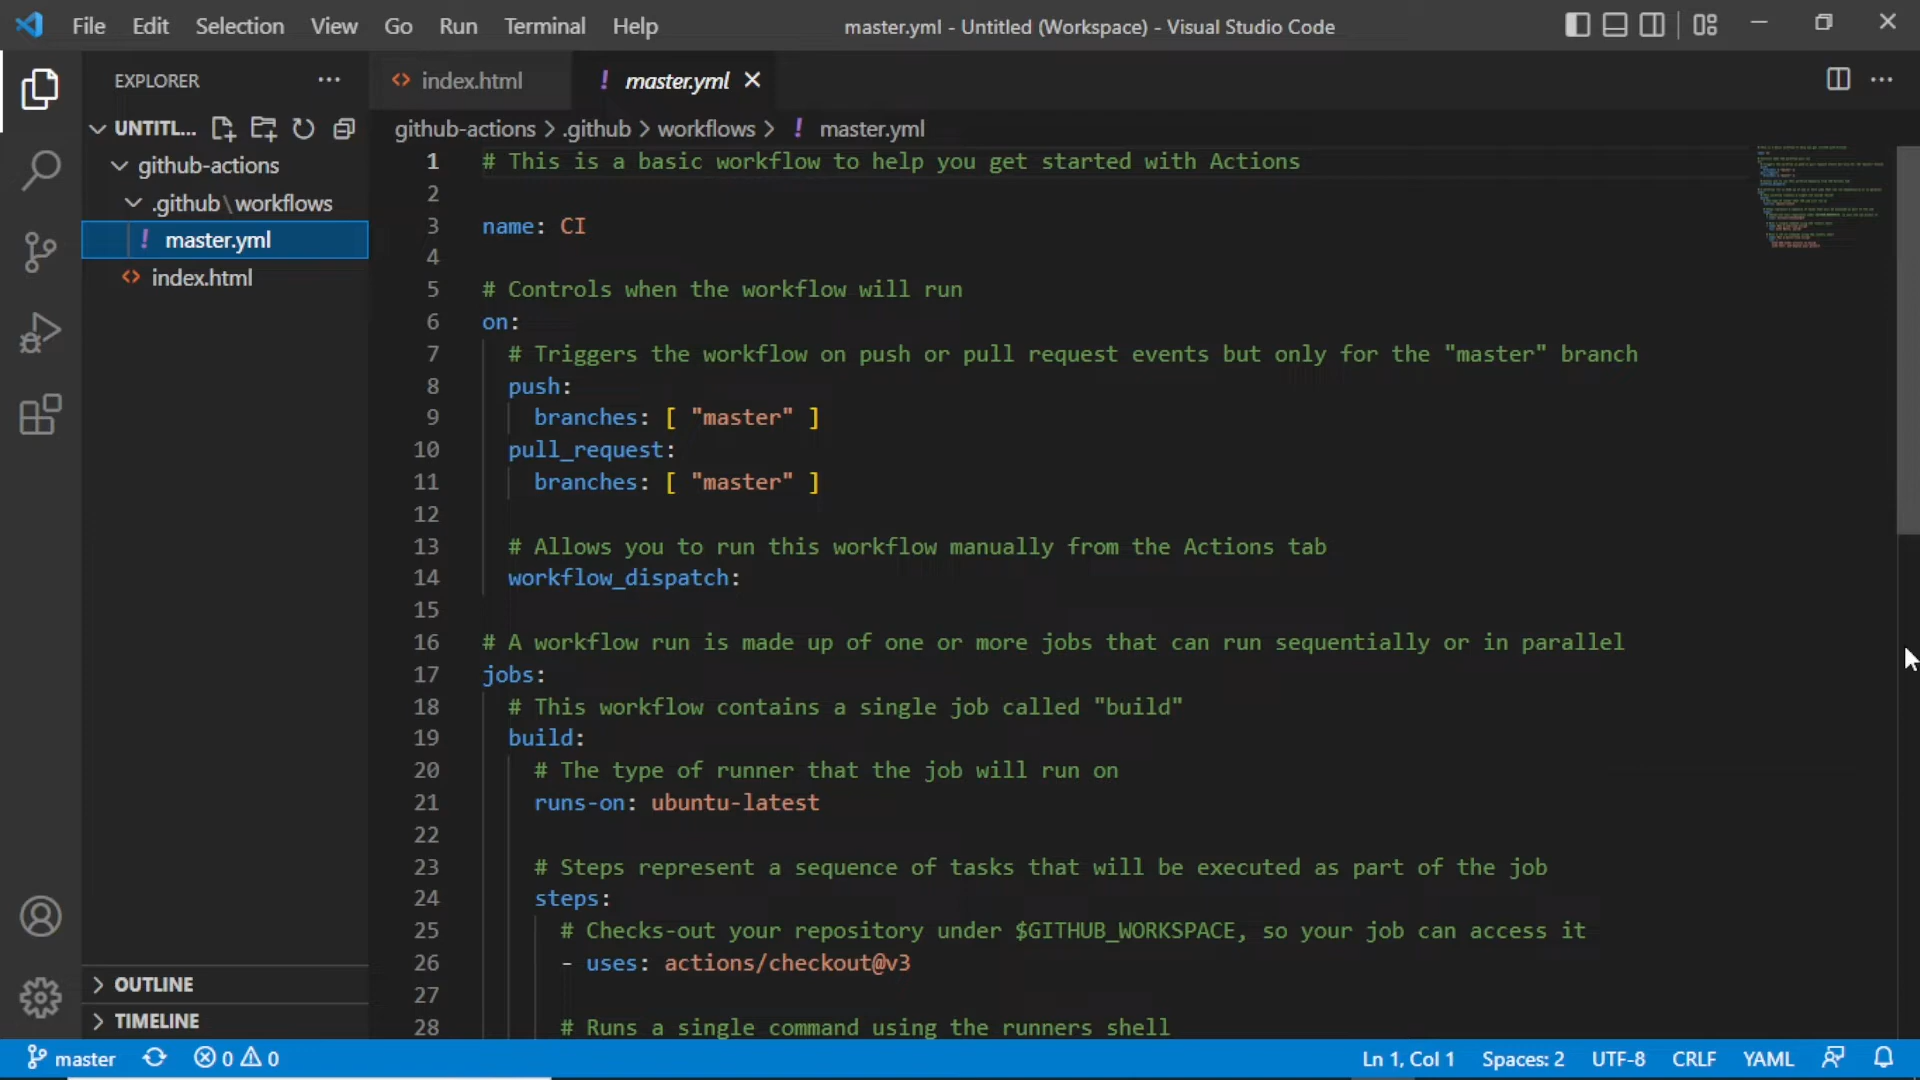 File Edit Selection View Go Run Terminal Help master.yml - Untitled (Workspace) - Visual Studio Code
EXPLORER
UNTITL...
github-actions
.github\workflows
! master.yml
<> index.html
OUTLINE
TIMELINE
<> index.html ! master.yml
github-actions > .github > workflows > ! master.yml
1 # This is a basic workflow to help you get started with Actions
2
3 name: CI
4
5 # Controls when the workflow will run
6 on:
7 # Triggers the workflow on push or pull request events but only for the "master" branch
8 push:
9 branches: [ "master" ]
10 pull_request:
11 branches: [ "master" ]
12
13 # Allows you to run this workflow manually from the Actions tab
14 workflow_dispatch:
15
16 # A workflow run is made up of one or more jobs that can run sequentially or in parallel
17 jobs:
18 # This workflow contains a single job called "build"
19 build:
20 # The type of runner that the job will run on
21 runs-on: ubuntu-latest
22
23 # Steps represent a sequence of tasks that will be executed as part of the job
24 steps:
25 # Checks-out your repository under $GITHUB_WORKSPACE, so your job can access it
26 - uses: actions/checkout@v3
27
28 # Runs a single command using the runners shell
master 0 0 Ln 1, Col 1 Spaces: 2 UTF-8 CRLF YAML